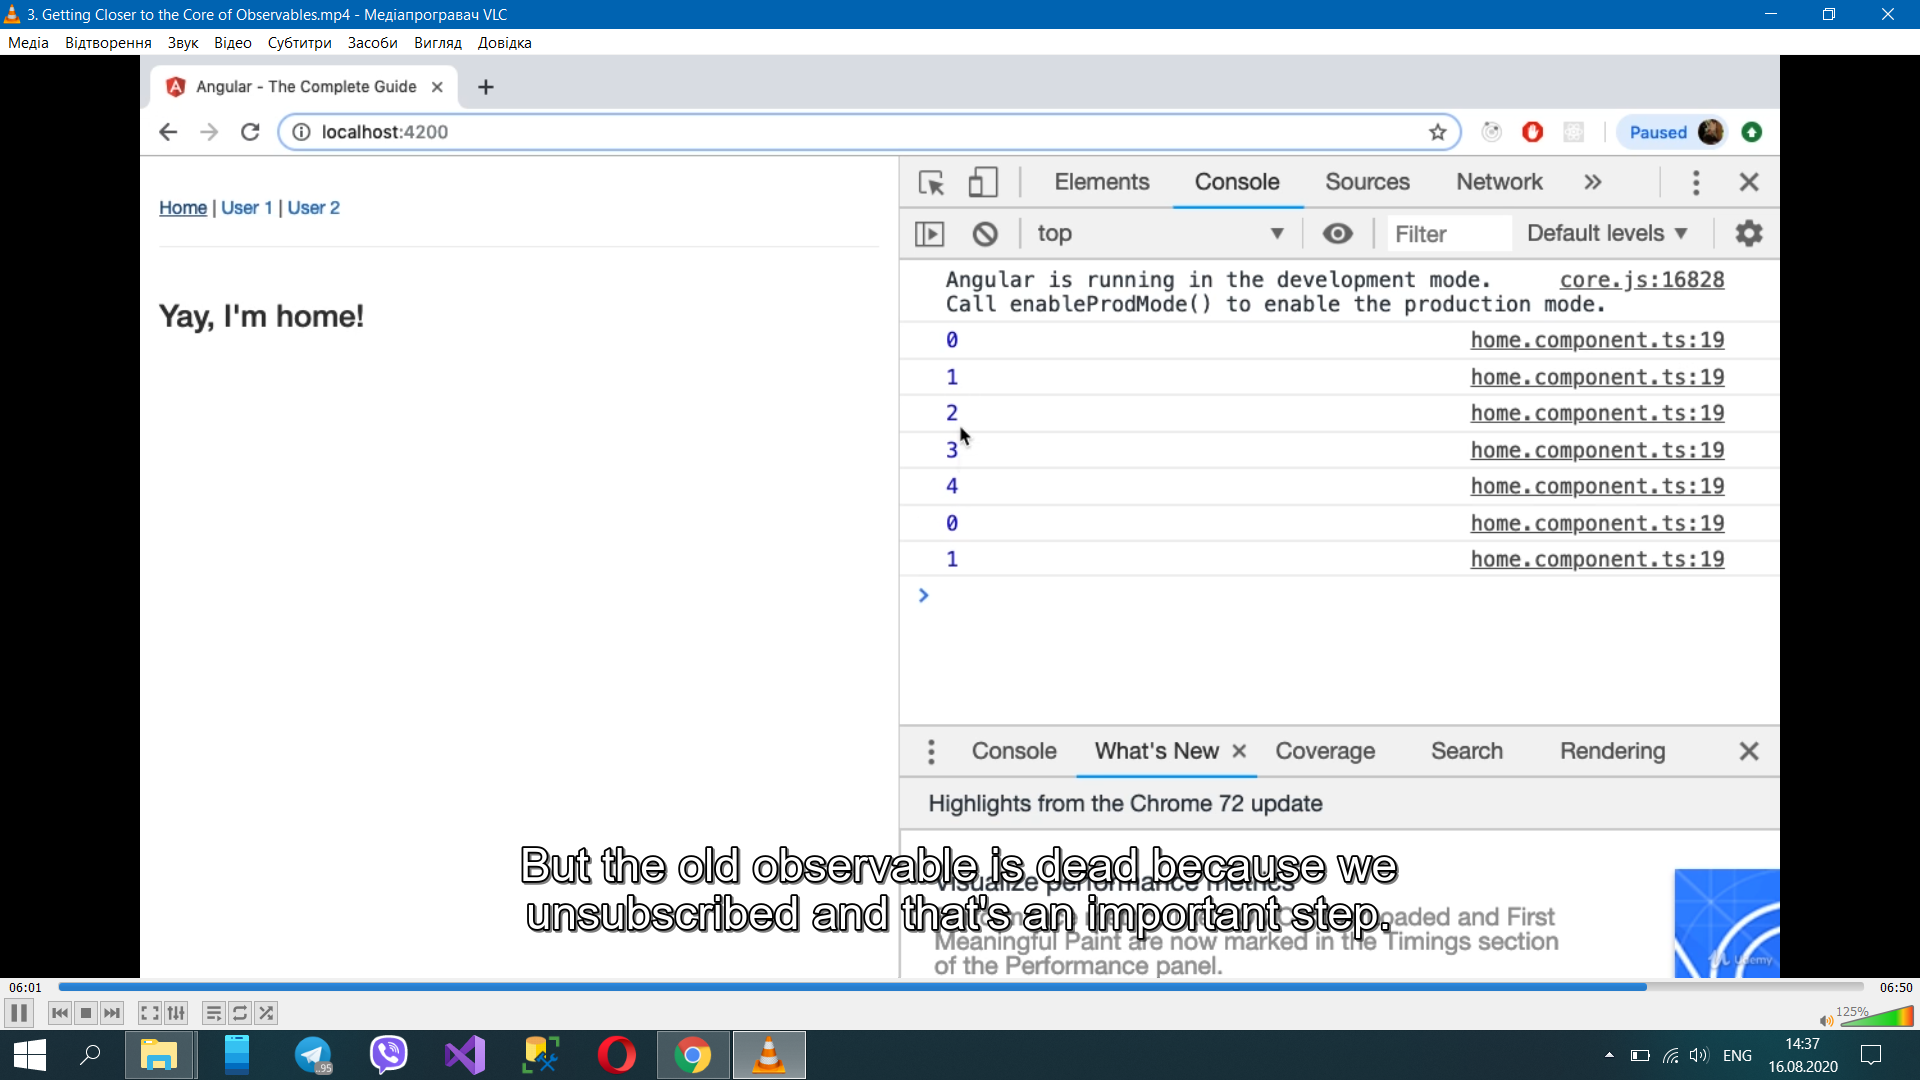 3. Getting Closer to the Core of Observables.mp4 - Медіапрогравач VLC
Медіа Відтворення Звук Відео Субтитри Засоби Вигляд Довідка
Angular - The Complete Guide
localhost:4200
Paused
Home | User 1 | User 2
Yay, I'm home!
Elements Console Sources Network »
top Filter Default levels
Angular is running in the development mode. core.js:16828
Call enableProdMode() to enable the production mode.
0 home.component.ts:19
1 home.component.ts:19
2 home.component.ts:19
3 home.component.ts:19
4 home.component.ts:19
0 home.component.ts:19
1 home.component.ts:19
Console What's New Coverage Search Rendering
Highlights from the Chrome 72 update
But the old observable is dead because we
unsubscribed and that's an important step.
Visualize performance metrics
oaded and First
Meaningful Paint are now marked in the Timings section
of the Performance panel.
Udemy
06:01 06:50
125%
..95
ENG
14:37
16.08.2020